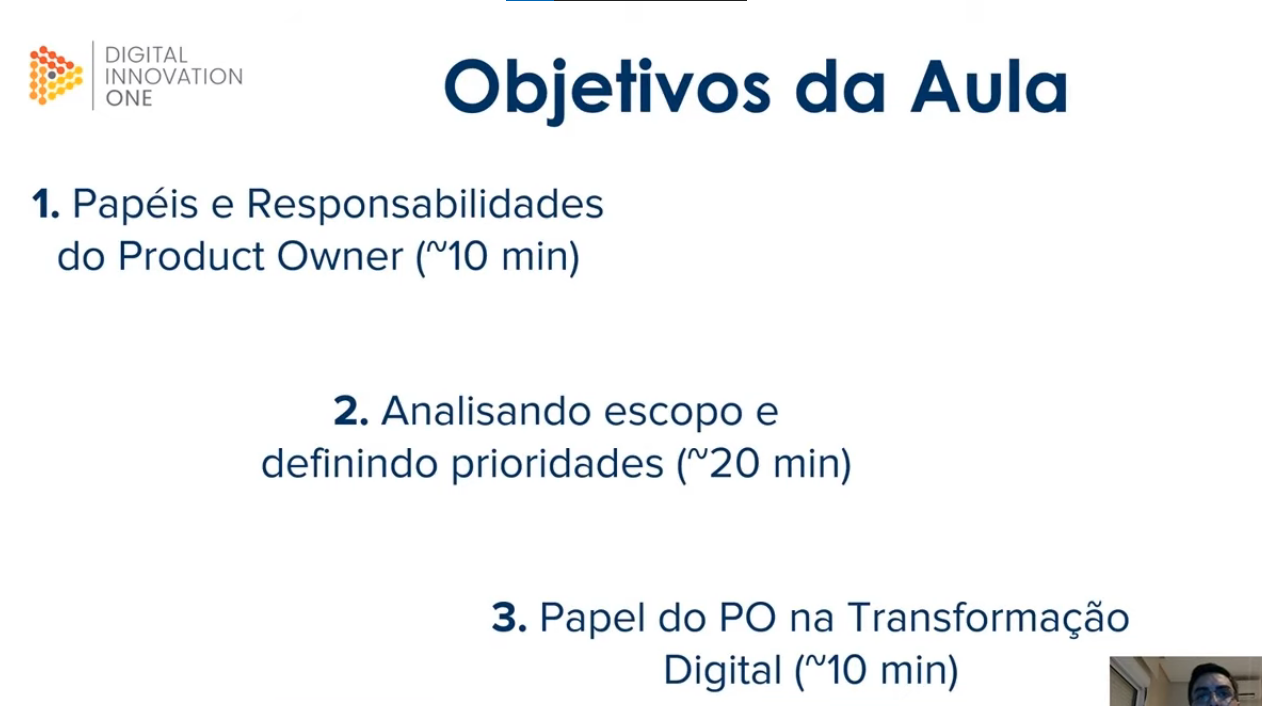 DIGITAL
INNOVATION
ONE
Objetivos da Aula
1. Papéis e Responsabilidades
do Product Owner (~10 min)
2. Analisando escopo e
definindo prioridades (~20 min)
3. Papel do PO na Transformação
Digital (~10 min)